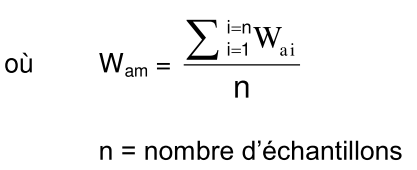 où W_am = ∑ i=n i=1 W_ai / n
n = nombre d’échantillons